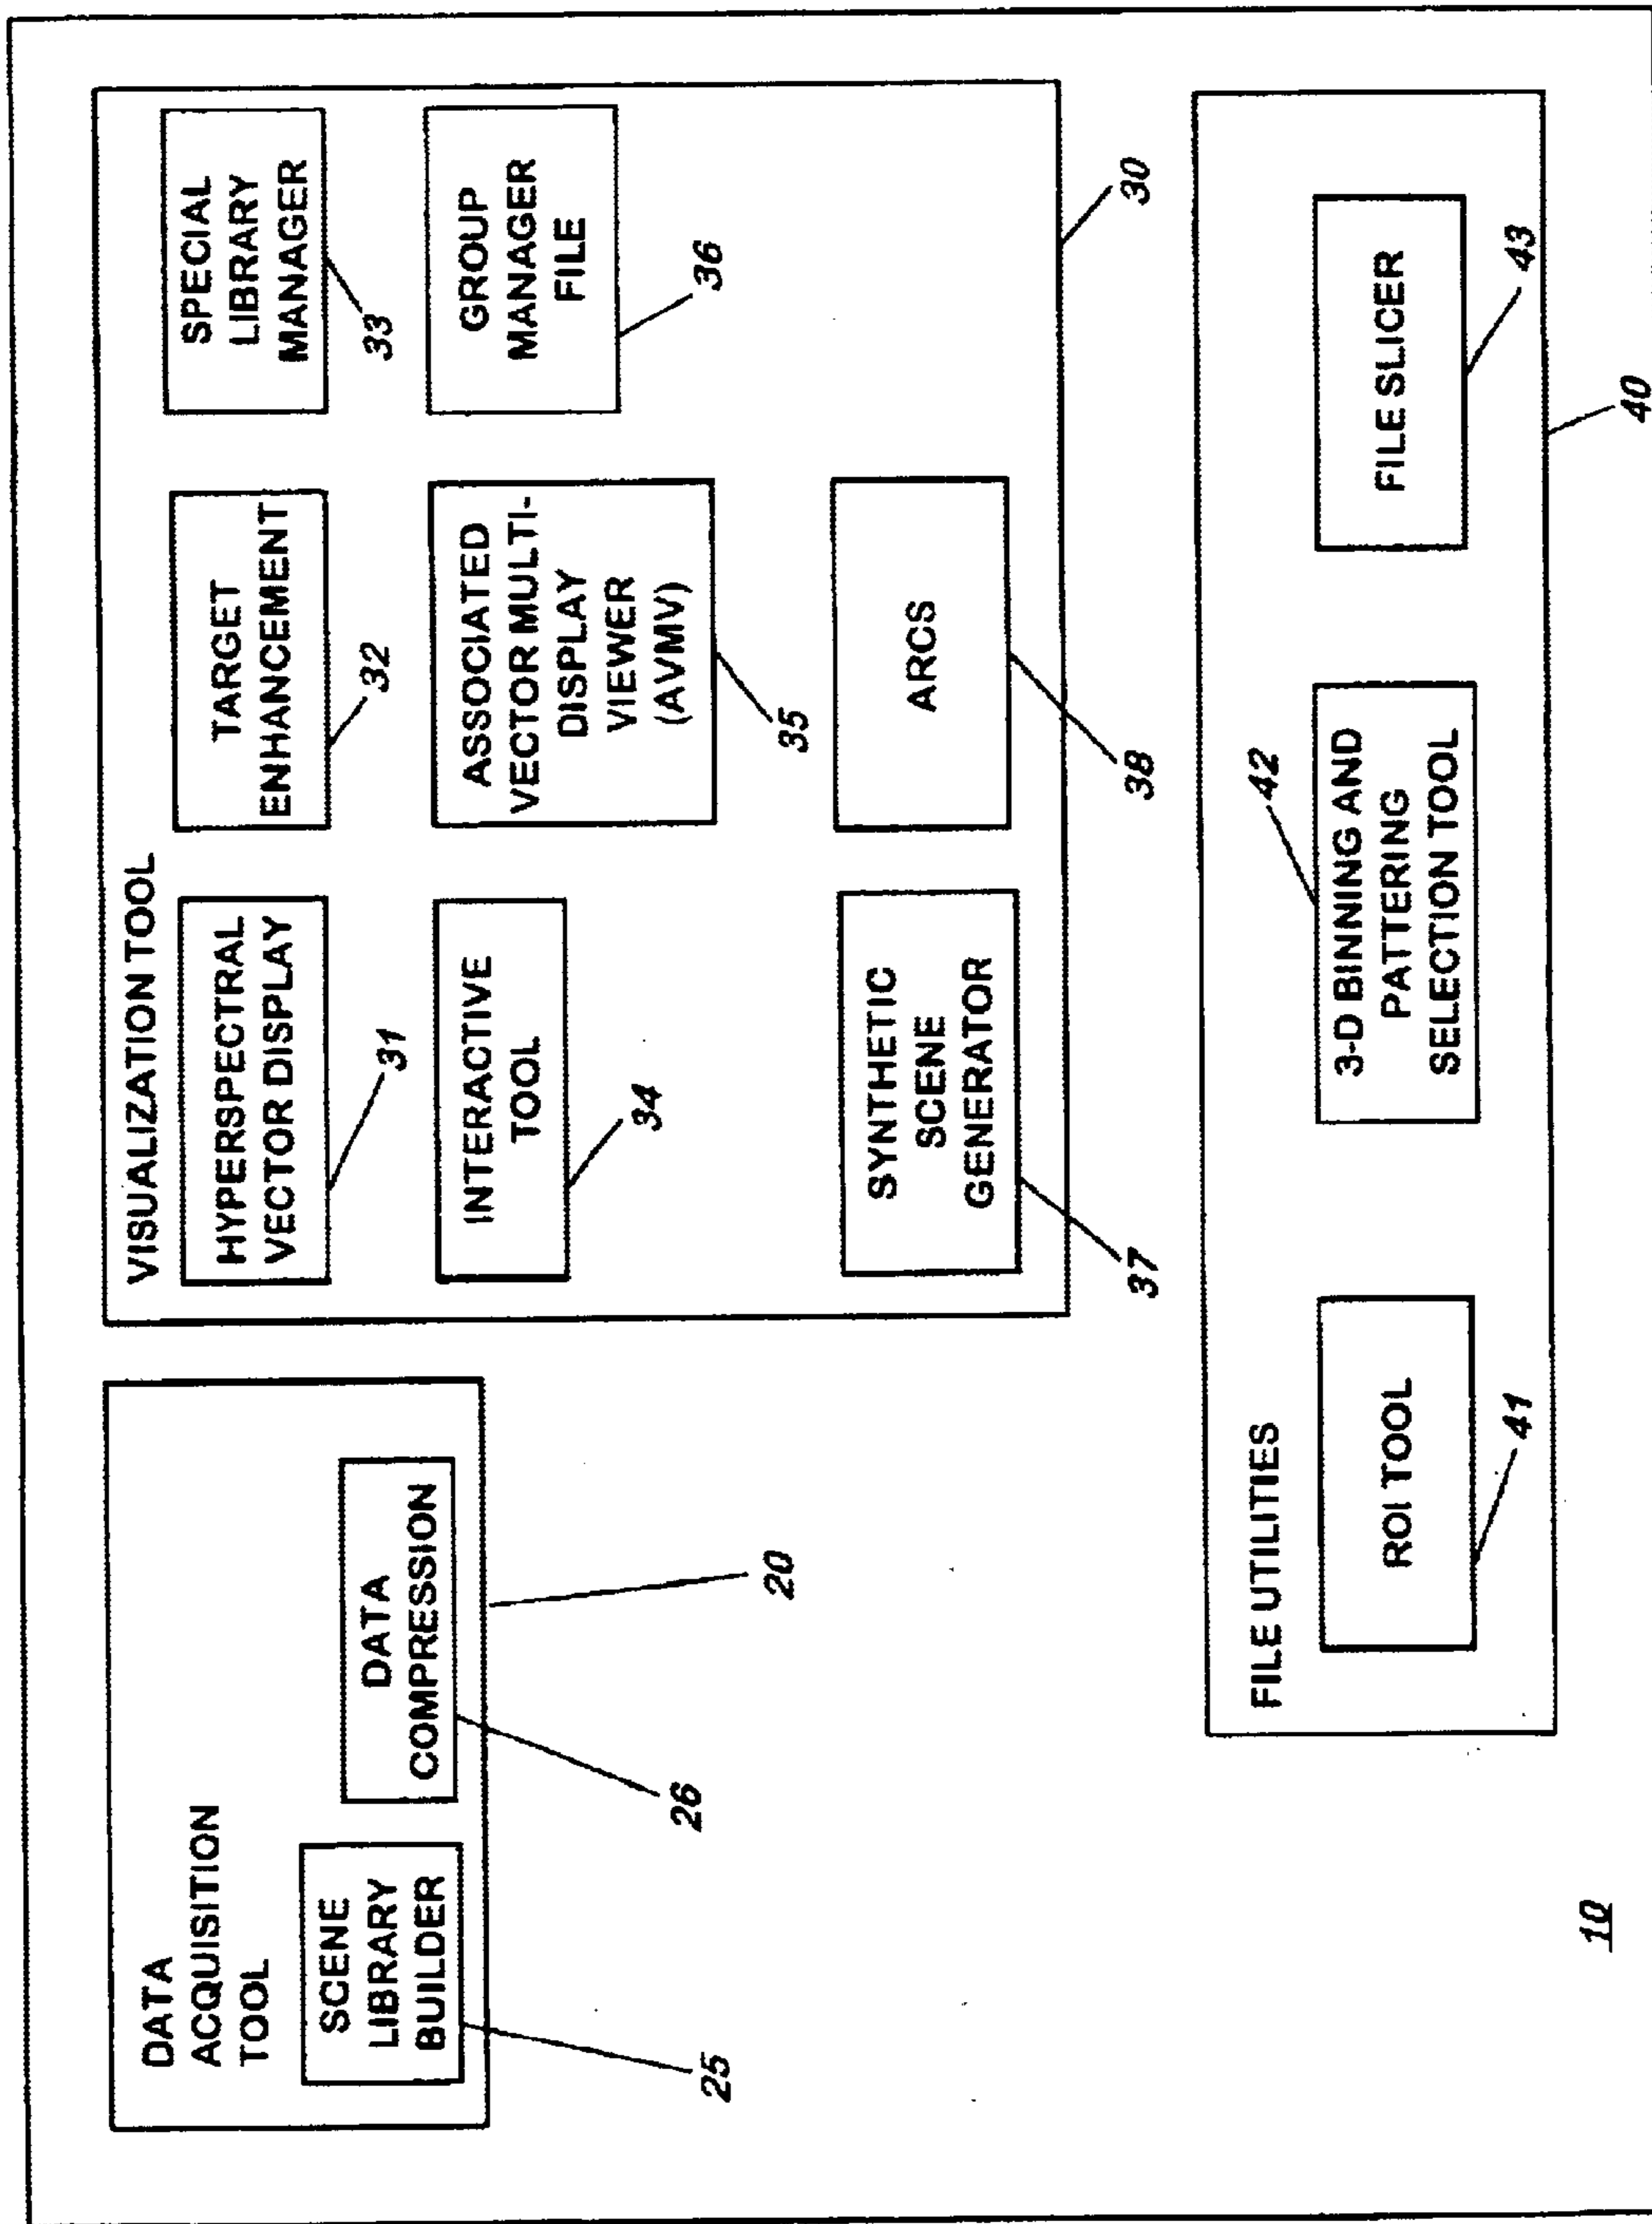 DATA
ACQUISITION
TOOL
SCENE
LIBRARY
BUILDER
25
DATA
COMPRESSION
26
20
VISUALIZATION TOOL
HYPERSPECTRAL
VECTOR DISPLAY
31
TARGET
ENHANCEMENT
32
SPECIAL
LIBRARY
MANAGER
33
INTERACTIVE
TOOL
34
ASSOCIATED
VECTOR MULTI-
DISPLAY
VIEWER
(AVMV)
35
GROUP
MANAGER
FILE
36
SYNTHETIC
SCENE
GENERATOR
37
ARCS
38
30
FILE UTILITIES
ROI TOOL
41
3-D BINNING AND
PATTERING
SELECTION TOOL
42
FILE SLICER
43
40
10